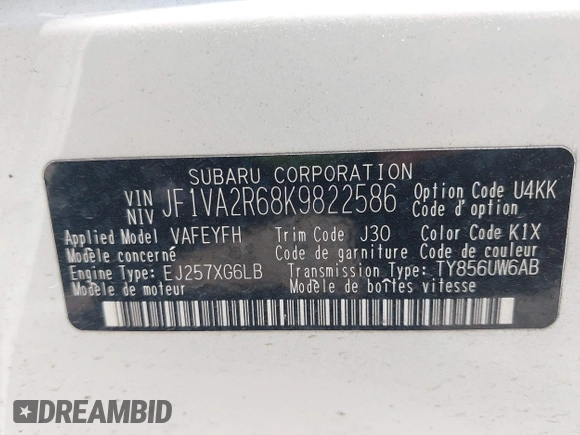 SUBARU CORPORATION
VIN JF1VA2R68K9822586 Option Code U4KK
NIV Code d'option
Applied Model VAFEYFH Trim Code J30 Color Code K1X
Modèle concerné Code de garniture Code de couleur
Engine Type: EJ257XG6LB Transmission Type: TY856UW6AB
Modèle de moteur Modèle de boîtes vitesse
DREAMBID